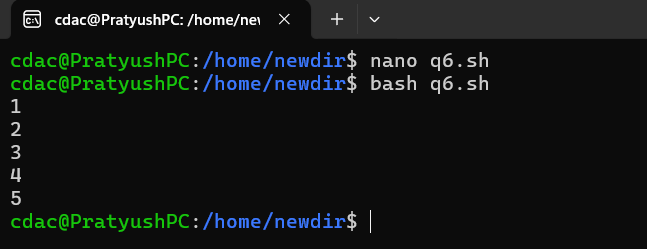 cdac@PratyushPC: /home/nev
cdac@PratyushPC:/home/newdir$ nano q6.sh
cdac@PratyushPC:/home/newdir$ bash q6.sh
1
2
3
4
5
cdac@PratyushPC:/home/newdir$